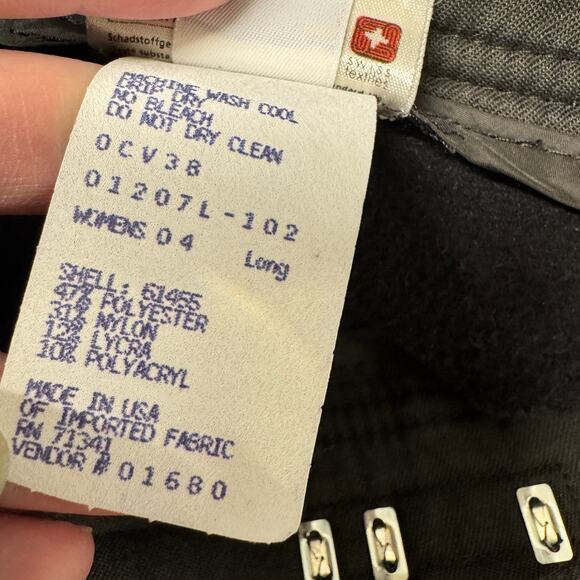 Schadstoffge
SWISS
textiles
MACHINE WASH COOL
DRIP DRY
NO BLEACH
DO NOT DRY CLEAN
0CV38
01207L-102
WOMENS 04 Long
SHELL: 61466
47% POLYESTER
31% NYLON
12% LYCRA
10% POLYACRYL
MADE IN USA
OF IMPORTED FABRIC
RN 71341
VENDOR # 01680